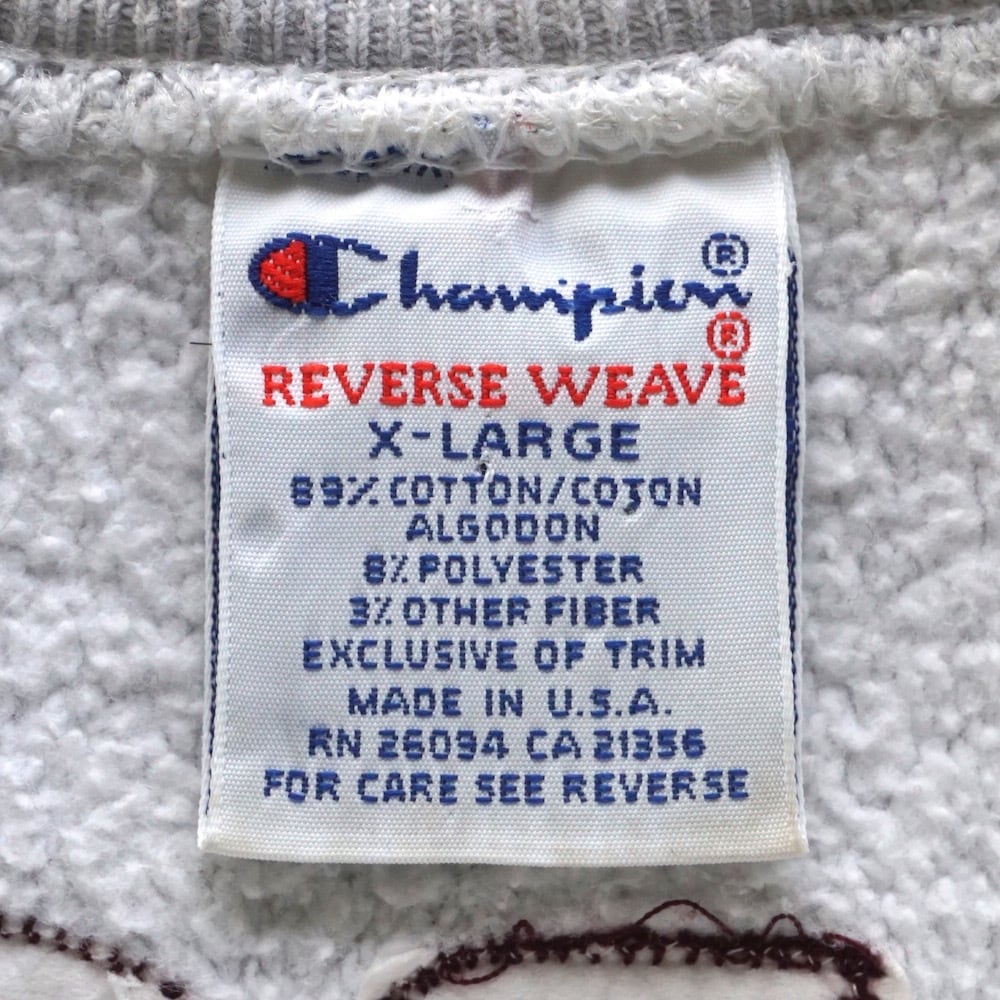 Champion ®
®
REVERSE WEAVE
X-LARGE
89% COTTON/COTON
ALGODON
8% POLYESTER
3% OTHER FIBER
EXCLUSIVE OF TRIM
MADE IN U.S.A.
RN 26094 CA 21356
FOR CARE SEE REVERSE